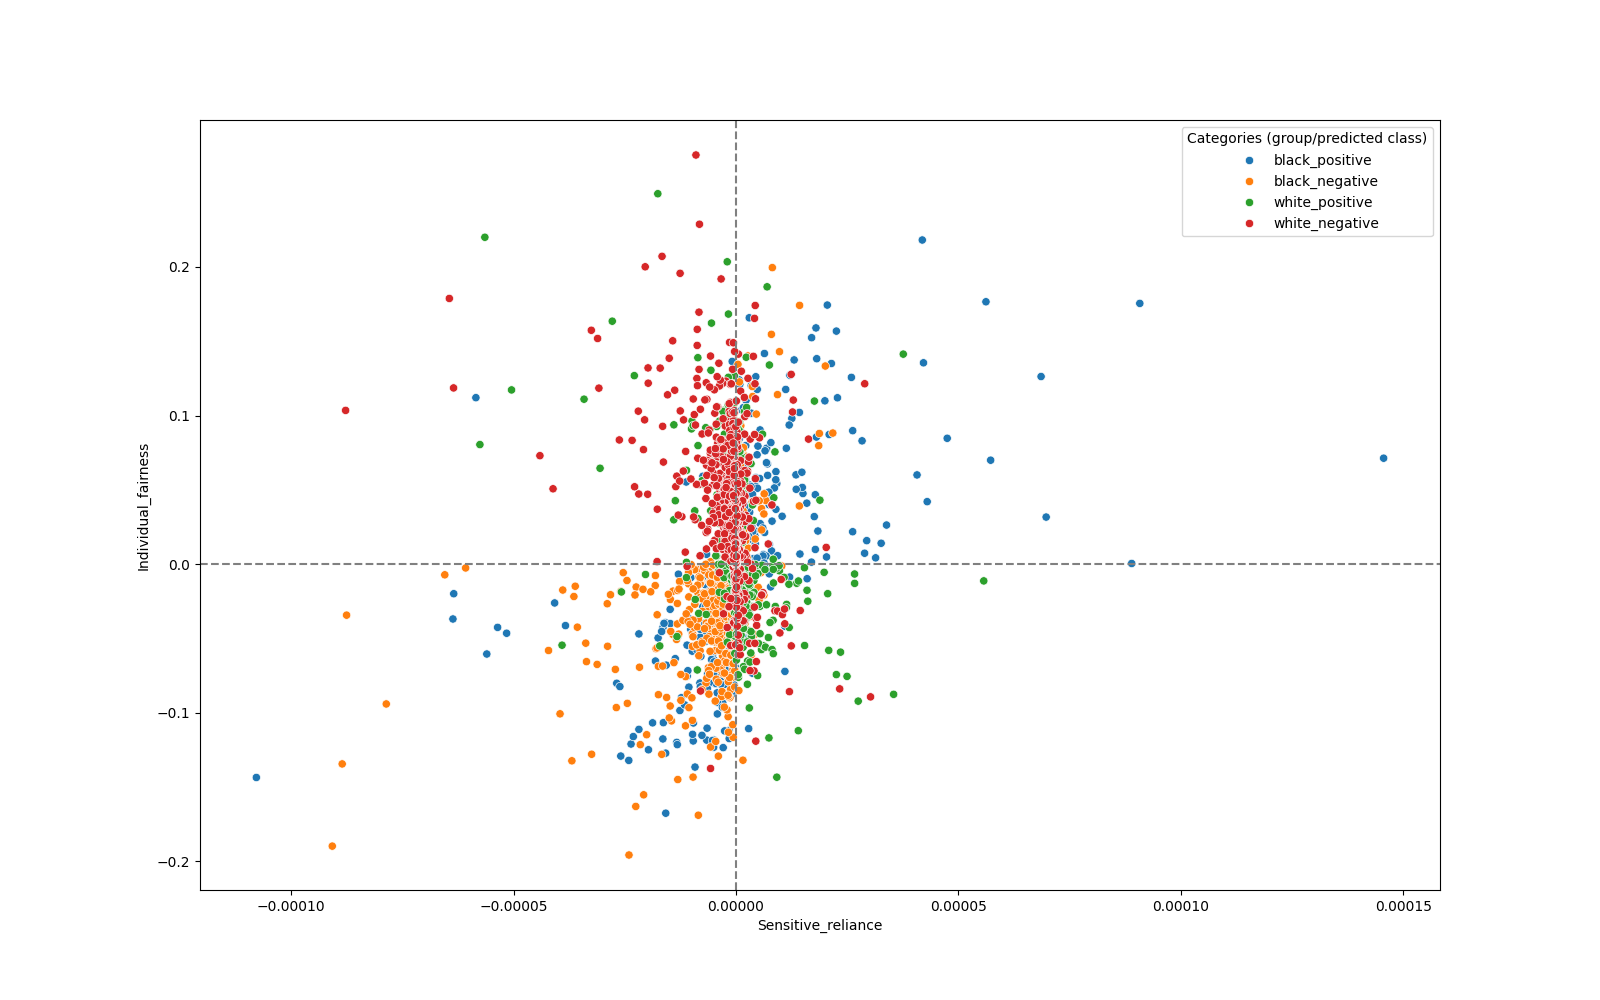 Categories (group/predicted class)
black_positive
black_negative
white_positive
white_negative
Individual_fairness
0.2
0.1
0.0
−0.1
−0.2
−0.00010
−0.00005
0.00000
0.00005
0.00010
0.00015
Sensitive_reliance